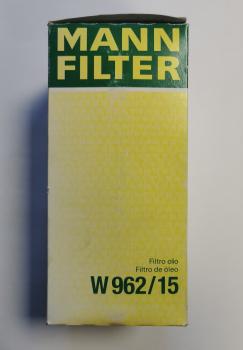 MANN
FILTER
Filtro olio
Filtro de óleo
W 962/15